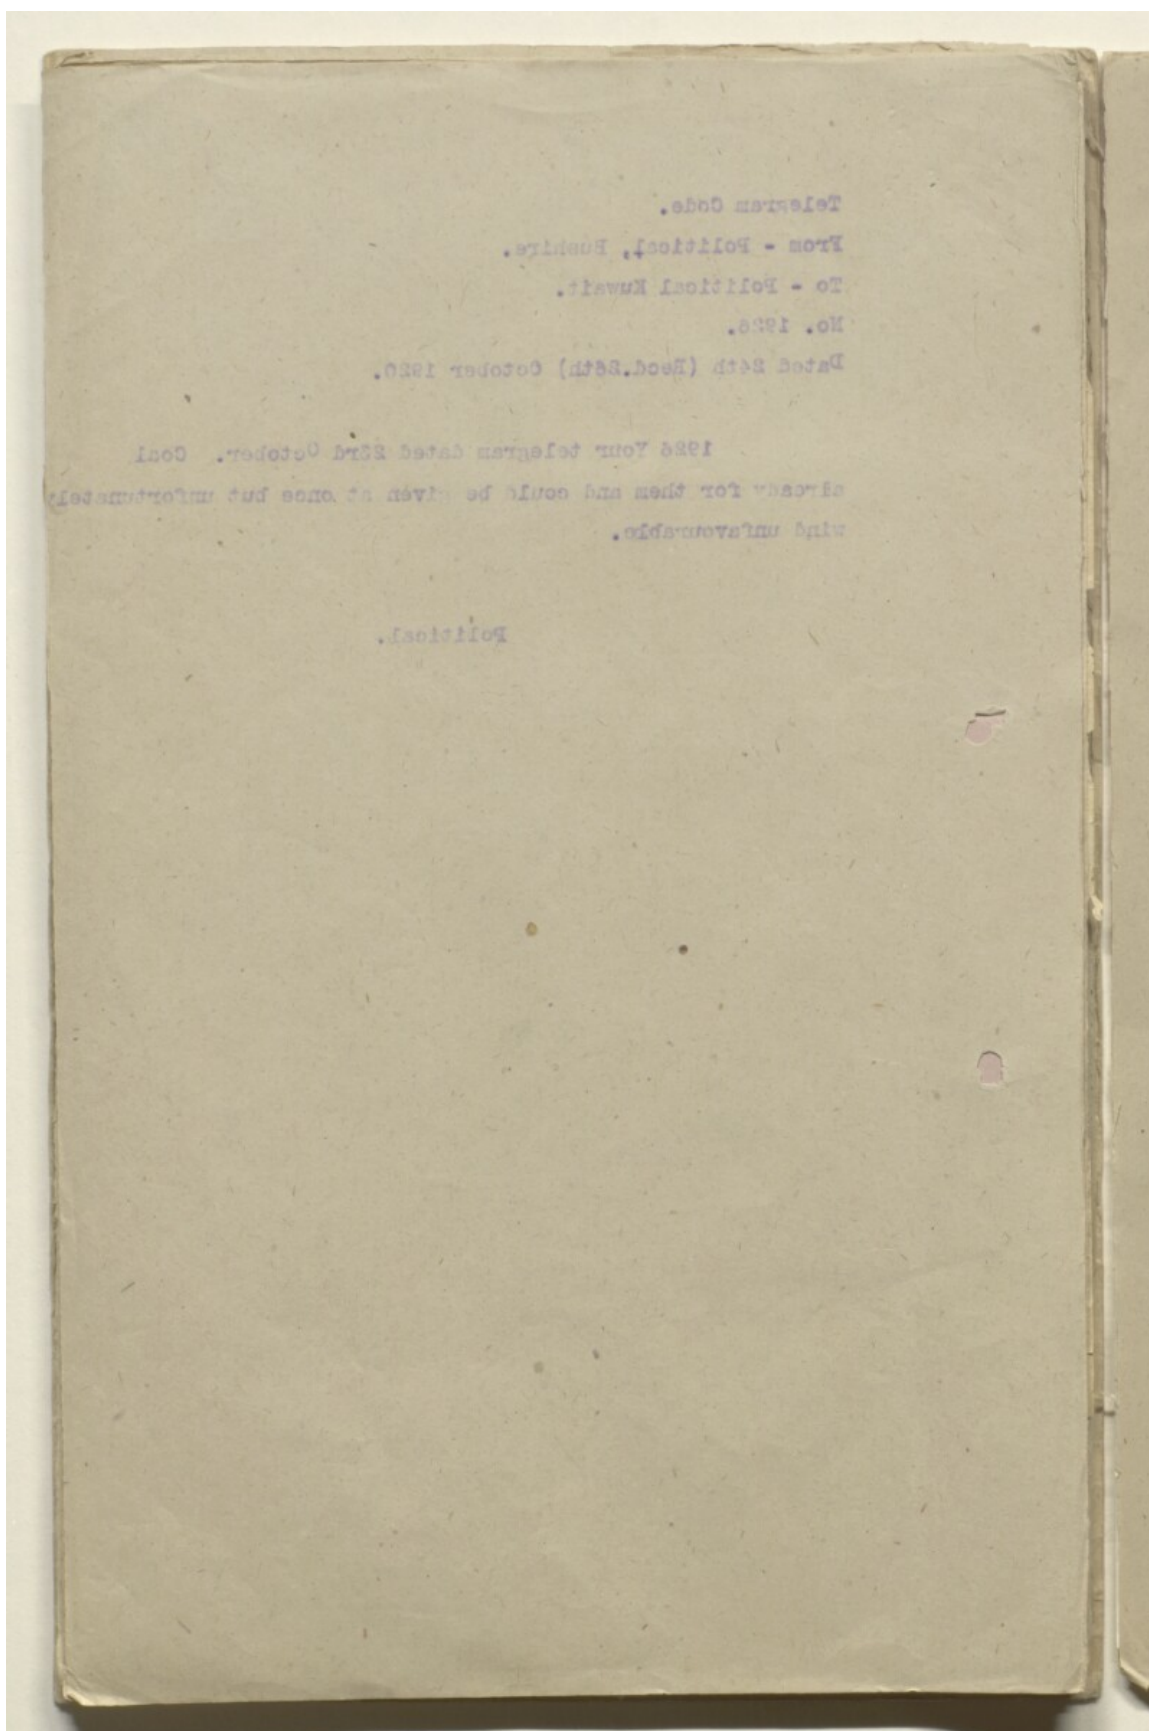 Telegram Code.
From - Political, Bushire.
To - Political Kuwait.
No. 1926.
Dated 24th (Recd.26th) October 1920.
1926 Your telegram dated 23rd October. Coal
already for them and could be given at once but unfortunately
wind unfavourable.
Political.